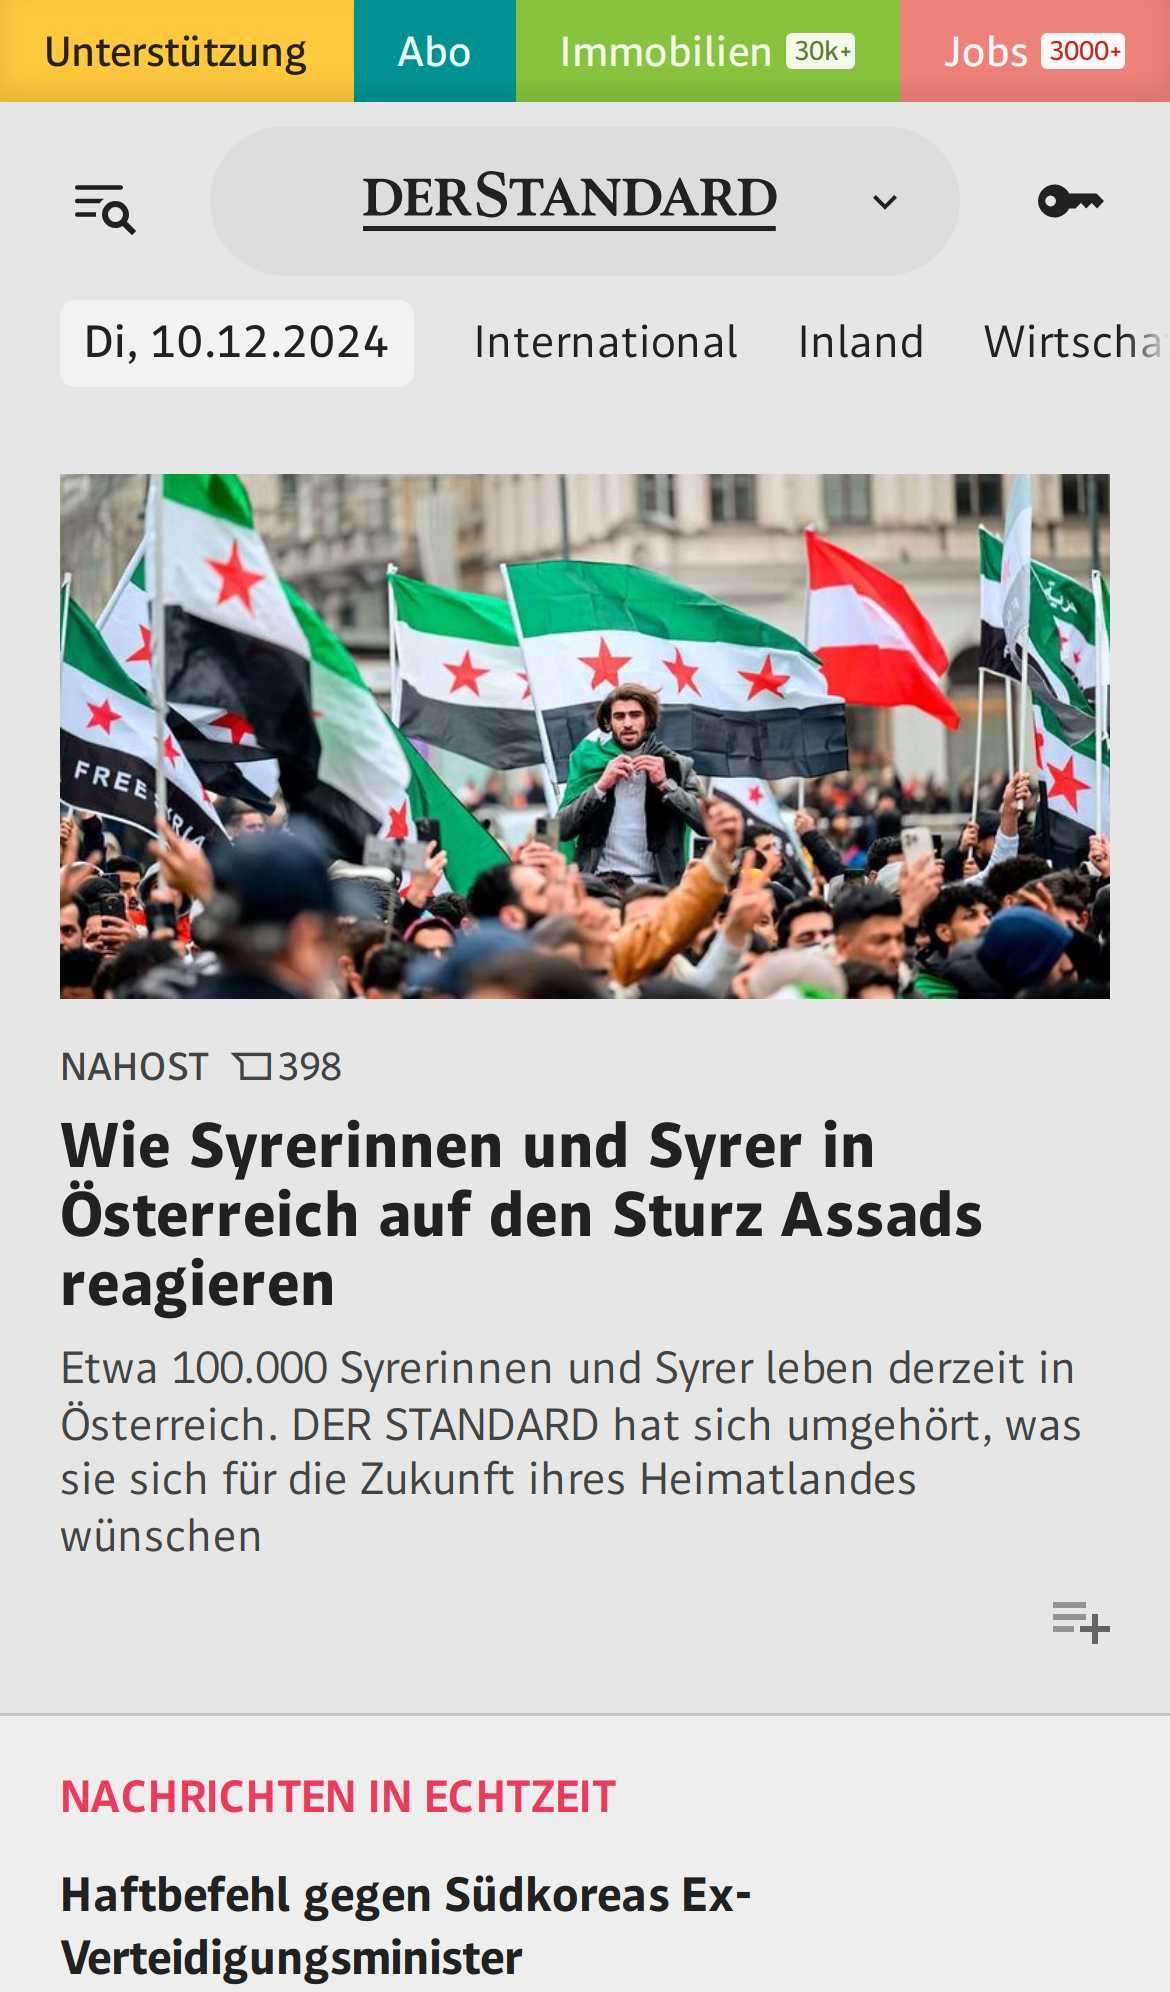 Unterstützung Abo Immobilien 30k+ Jobs 3000+
DER STANDARD
Di, 10.12.2024 International Inland Wirtscha
FREE
NAHOST 398
Wie Syrerinnen und Syrer in
Österreich auf den Sturz Assads
reagieren
Etwa 100.000 Syrerinnen und Syrer leben derzeit in
Österreich. DER STANDARD hat sich umgehört, was
sie sich für die Zukunft ihres Heimatlandes
wünschen
NACHRICHTEN IN ECHTZEIT
Haftbefehl gegen Südkoreas Ex-
Verteidigungsminister